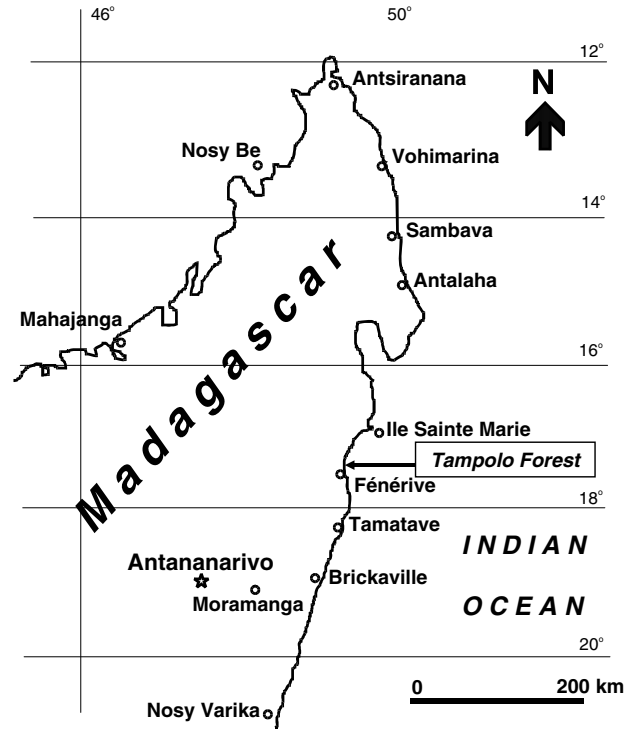 46° 50°
12°
Antsiranana
N
Nosy Be
Vohimarina
14°
Sambava
Antalaha
Mahajanga
Madagascar
16°
Ile Sainte Marie
Tampolo Forest
Fénérive
18°
Tamatave
INDIAN
Antananarivo
Brickaville
Moramanga
OCEAN
20°
0 200 km
Nosy Varika